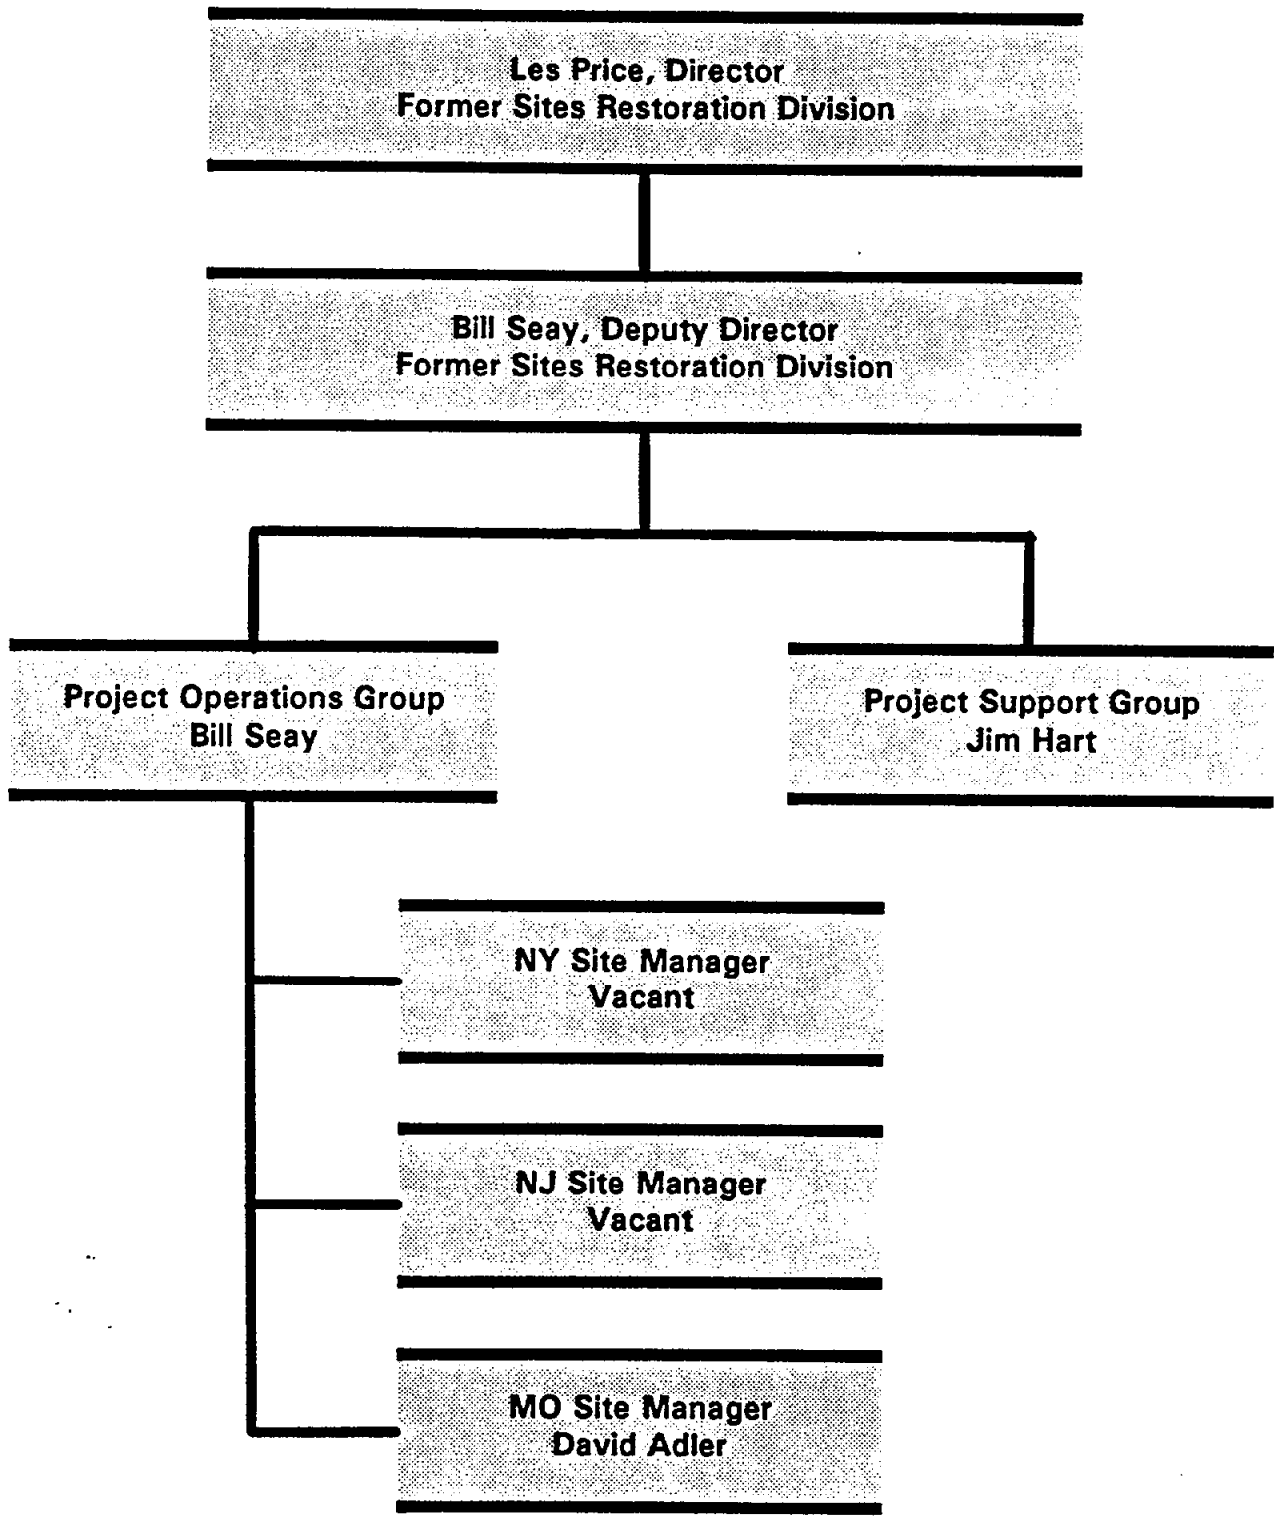 Les Price, Director
Former Sites Restoration Division
Bill Seay, Deputy Director
Former Sites Restoration Division
Project Operations Group
Bill Seay
Project Support Group
Jim Hart
NY Site Manager
Vacant
NJ Site Manager
Vacant
MO Site Manager
David Adler